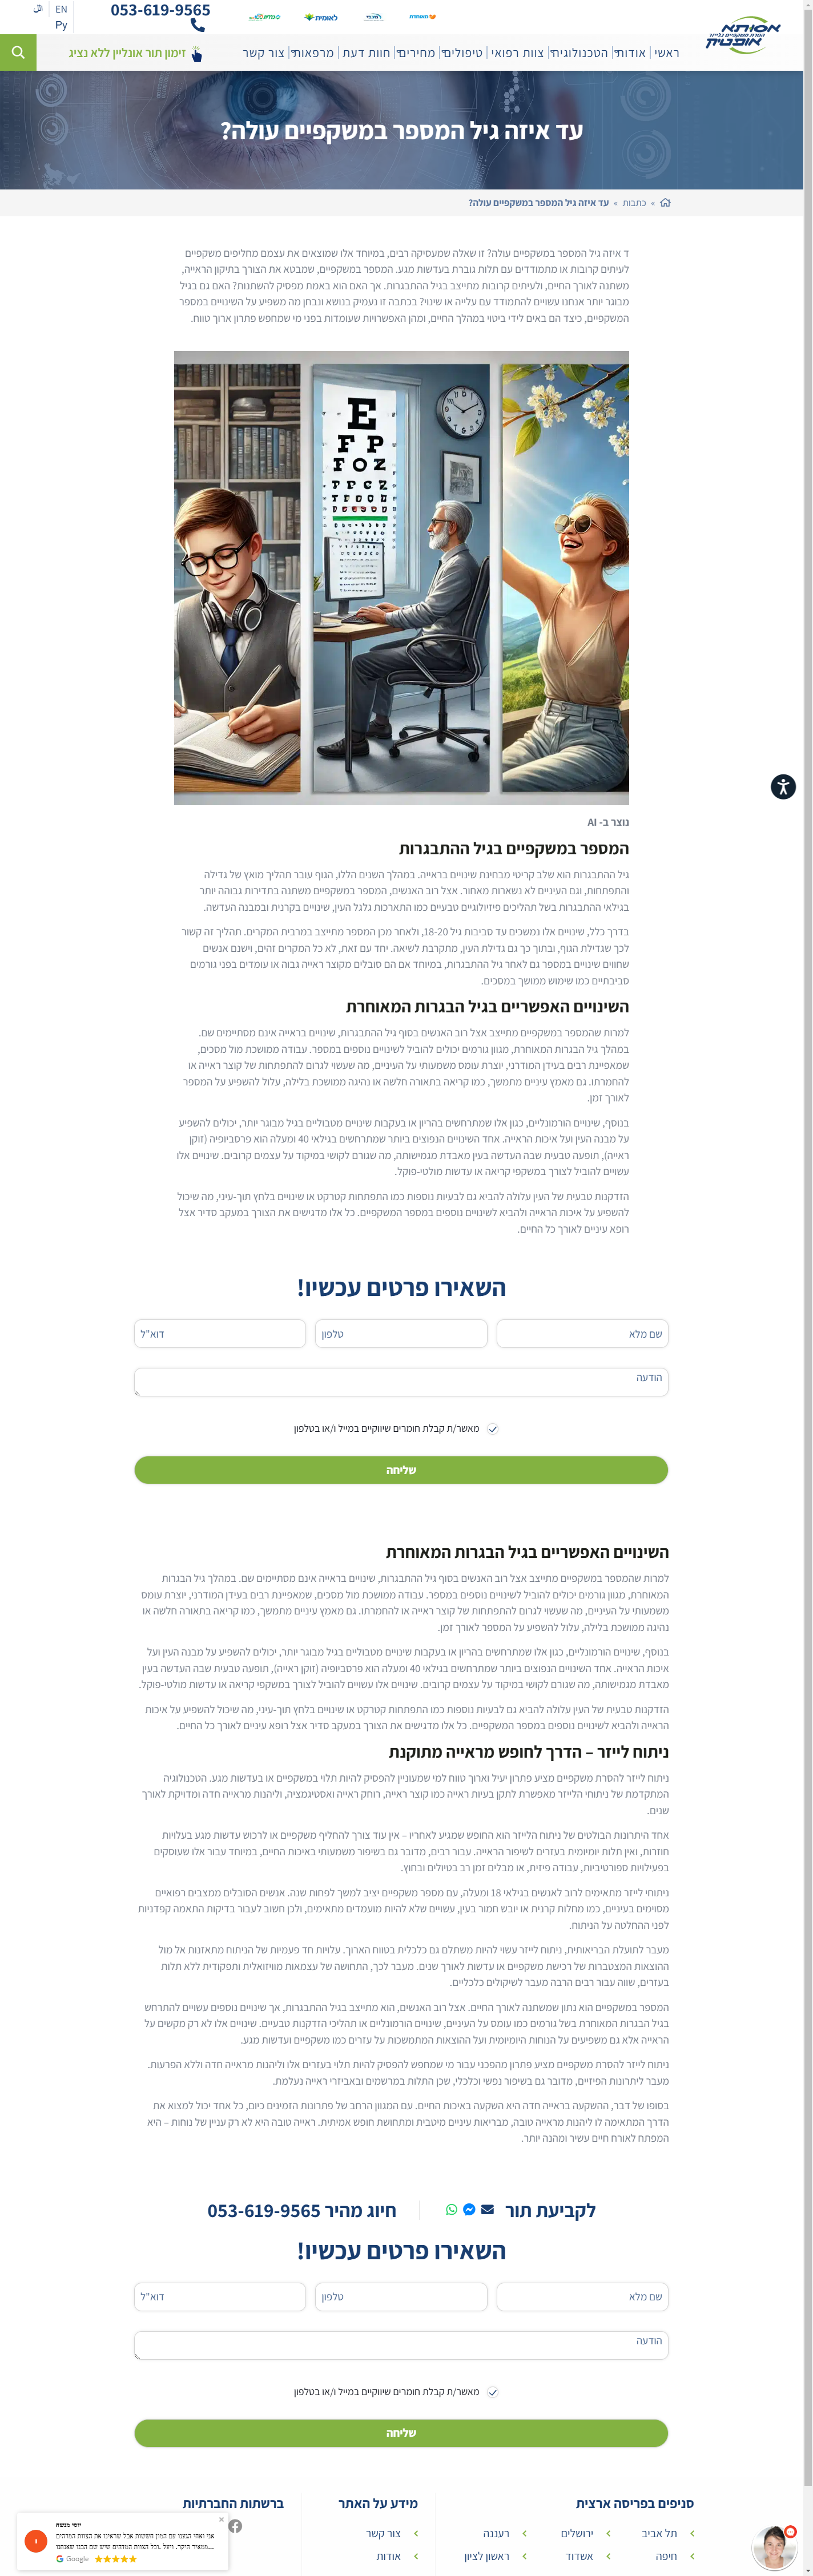 053-619-9565
EN
Py
מאוחדת
לאומית
אסותא
אופטיק
ראשי
אודות
הטכנולוגיה
צוות רפואי
טיפולים
מחירים
חוות דעת
מרפאות
צור קשר
זימון תור אונליין ללא נציג
עד איזה גיל המספר במשקפיים עולה?
» כתבות » עד איזה גיל המספר במשקפיים עולה?
ד איזה גיל המספר במשקפיים עולה? זו שאלה שמעסיקה רבים, במיוחד אלו שמוצאים את עצמם מחליפים משקפיים
לעיתים קרובות או מתמודדים עם תלות גוברת בעדשות מגע. המספר במשקפיים, שמבטא את הצורך בתיקון הראייה,
משתנה לאורך החיים, ולעיתים קרובות מתייצב בגיל ההתבגרות. אך האם הוא באמת מפסיק להשתנות? האם גם בגיל
מבוגר יותר אנחנו עשויים להתמודד עם עלייה או שינוי? בכתבה זו נעמיק בנושא ונבחן מה משפיע על השינויים במספר
המשקפיים, כיצד הם באים לידי ביטוי במהלך החיים, ומהן האפשרויות שעומדות בפני מי שמחפש פתרון ארוך טווח.
נוצר ב- AI
המספר במשקפיים בגיל ההתבגרות
גיל ההתבגרות הוא שלב קריטי מבחינת שינויים בראייה. במהלך השנים הללו, הגוף עובר תהליך מואץ של גדילה
והתפתחות, וגם העיניים לא נשארות מאחור. אצל רוב האנשים, המספר במשקפיים משתנה בתדירות גבוהה יותר
בגילאי ההתבגרות בשל תהליכים פיזיולוגיים טבעיים כמו התארכות גלגל העין, שינויים בקרנית ובמבנה העדשה.
בדרך כלל, שינויים אלו נמשכים עד סביבות גיל 18-20, ולאחר מכן המספר מתייצב במרבית המקרים. תהליך זה קשור
לכך שגדילת הגוף, ובתוך כך גם גדילת העין, מתקרבת לשיאה. יחד עם זאת, לא כל המקרים זהים, וישנם אנשים
שחווים שינויים במספר גם לאחר גיל ההתבגרות, במיוחד אם הם סובלים מקוצר ראייה גבוה או עומדים בפני גורמים
סביבתיים כמו שימוש ממושך במסכים.
השינויים האפשריים בגיל הבגרות המאוחרת
למרות שהמספר במשקפיים מתייצב אצל רוב האנשים בסוף גיל ההתבגרות, שינויים בראייה אינם מסתיימים שם.
במהלך גיל הבגרות המאוחרת, מגוון גורמים יכולים להוביל לשינויים נוספים במספר. עבודה ממושכת מול מסכים,
שמאפיינת רבים בעידן המודרני, יוצרת עומס משמעותי על העיניים, מה שעשוי לגרום להתפתחות של קוצר ראייה או
להחמרתו. גם מאמץ עיניים מתמשך, כמו קריאה בתאורה חלשה או נהיגה ממושכת בלילה, עלול להשפיע על המספר
לאורך זמן.
בנוסף, שינויים הורמונליים, כגון אלו שמתרחשים בהריון או בעקבות שינויים מטבוליים בגיל מבוגר יותר, יכולים להשפיע
על מבנה העין ועל איכות הראייה. אחד השינויים הנפוצים ביותר שמתרחשים בגילאי 40 ומעלה הוא פרסביופיה (זוקן
ראייה), תופעה טבעית שבה העדשה בעין מאבדת מגמישותה, מה שגורם לקושי במיקוד על עצמים קרובים. שינויים אלו
עשויים להוביל לצורך במשקפי קריאה או עדשות מולטי-פוקל.
הזדקנות טבעית של העין עלולה להביא גם לבעיות נוספות כמו התפתחות קטרקט או שינויים בלחץ תוך-עיני, מה שיכול
להשפיע על איכות הראייה ולהביא לשינויים נוספים במספר המשקפיים. כל אלו מדגישים את הצורך במעקב סדיר אצל
רופא עיניים לאורך כל החיים.
השאירו פרטים עכשיו!
שם מלא
טלפון
דוא"ל
הודעה
מאשר/ת קבלת חומרים שיווקיים במייל ו/או בטלפון
שליחה
השינויים האפשריים בגיל הבגרות המאוחרת
למרות שהמספר במשקפיים מתייצב אצל רוב האנשים בסוף גיל ההתבגרות, שינויים בראייה אינם מסתיימים שם. במהלך גיל הבגרות
המאוחרת, מגוון גורמים יכולים להוביל לשינויים נוספים במספר. עבודה ממושכת מול מסכים, שמאפיינת רבים בעידן המודרני, יוצרת עומס
משמעותי על העיניים, מה שעשוי לגרום להתפתחות של קוצר ראייה או להחמרתו. גם מאמץ עיניים מתמשך, כמו קריאה בתאורה חלשה או
נהיגה ממושכת בלילה, עלול להשפיע על המספר לאורך זמן.
בנוסף, שינויים הורמונליים, כגון אלו שמתרחשים בהריון או בעקבות שינויים מטבוליים בגיל מבוגר יותר, יכולים להשפיע על מבנה העין ועל
איכות הראייה. אחד השינויים הנפוצים ביותר שמתרחשים בגילאי 40 ומעלה הוא פרסביופיה (זוקן ראייה), תופעה טבעית שבה העדשה בעין
מאבדת מגמישותה, מה שגורם לקושי במיקוד על עצמים קרובים. שינויים אלו עשויים להוביל לצורך במשקפי קריאה או עדשות מולטי-פוקל.
הזדקנות טבעית של העין עלולה להביא גם לבעיות נוספות כמו התפתחות קטרקט או שינויים בלחץ תוך-עיני, מה שיכול להשפיע על איכות
הראייה ולהביא לשינויים נוספים במספר המשקפיים. כל אלו מדגישים את הצורך במעקב סדיר אצל רופא עיניים לאורך כל החיים.
ניתוח לייזר – הדרך לחופש מראייה מתוקנת
ניתוח לייזר להסרת משקפיים מציע פתרון יעיל וארוך טווח למי שמעוניין להפסיק להיות תלוי במשקפיים או בעדשות מגע. הטכנולוגיה
המתקדמת של ניתוחי הלייזר מאפשרת לתקן בעיות ראייה כמו קוצר ראייה, רוחק ראייה ואסטיגמציה, וליהנות מראייה חדה ומדויקת לאורך
שנים.
אחד היתרונות הבולטים של ניתוח הלייזר הוא החופש שמגיע לאחריו – אין עוד צורך להחליף משקפיים או לרכוש עדשות מגע בעלויות
חוזרות, ואין תלות יומיומית בעזרים לשיפור הראייה. עבור רבים, מדובר גם בשיפור משמעותי באיכות החיים, במיוחד עבור אלו שעוסקים
בפעילויות ספורטיביות, עבודה פיזית, או מבלים זמן רב בטיולים ובחוץ.
ניתוחי לייזר מתאימים לרוב לאנשים בגילאי 18 ומעלה, עם מספר משקפיים יציב למשך לפחות שנה. אנשים הסובלים ממצבים רפואיים
מסוימים בעיניים, כמו מחלות קרנית או יובש חמור בעין, עשויים שלא להיות מועמדים מתאימים, ולכן חשוב לעבור בדיקות התאמה קפדניות
לפני ההחלטה על הניתוח.
מעבר לתועלת הבריאותית, ניתוח לייזר עשוי להיות משתלם גם כלכלית בטווח הארוך. עלויות חד פעמיות של הניתוח מתאזנות אל מול
ההוצאות המצטברות של רכישת משקפיים או עדשות לאורך שנים. מעבר לכך, התחושה של עצמאות מוויזואלית ותפקודית ללא תלות
בעזרים, שווה עבור רבים הרבה מעבר לשיקולים כלכליים.
המספר במשקפיים הוא נתון שמשתנה לאורך החיים. אצל רוב האנשים, הוא מתייצב בגיל ההתבגרות, אך שינויים נוספים עשויים להתרחש
בגיל הבגרות המאוחרת בשל גורמים כמו עומס על העיניים, שינויים הורמונליים או תהליכי הזדקנות טבעיים. שינויים אלו לא רק מקשים על
הראייה אלא גם משפיעים על הנוחות היומיומית ועל ההוצאות המתמשכות על עזרים כמו משקפיים ועדשות מגע.
ניתוח לייזר להסרת משקפיים מציע פתרון מהפכני עבור מי שמחפש להפסיק להיות תלוי בעזרים אלו וליהנות מראייה חדה וללא הפרעות.
מעבר ליתרונות הפיזיים, מדובר גם בשיפור נפשי וכלכלי, שכן התלות במרשמים ובאביזרי ראייה נעלמת.
בסופו של דבר, ההשקעה בראייה חדה היא השקעה באיכות החיים. עם המגוון הרחב של פתרונות הזמינים כיום, כל אחד יכול למצוא את
הדרך המתאימה לו ליהנות מראייה טובה, מבריאות עיניים מיטבית ומתחושת חופש אמיתית. ראייה טובה היא לא רק עניין של נוחות – היא
המפתח לאורח חיים עשיר ומהנה יותר.
לקביעת תור
חיוג מהיר 053-619-9565
השאירו פרטים עכשיו!
שם מלא
טלפון
דוא"ל
הודעה
מאשר/ת קבלת חומרים שיווקיים במייל ו/או בטלפון
שליחה
סניפים בפריסה ארצית
מידע על האתר
ברשתות החברתיות
תל אביב
ירושלים
רעננה
צור קשר
חיפה
אשדוד
ראשון לציון
אודות
יוסי מנשה
אני ואחי הגענו עם המון חששות אבל שראינו את הצוות המדהים
Google